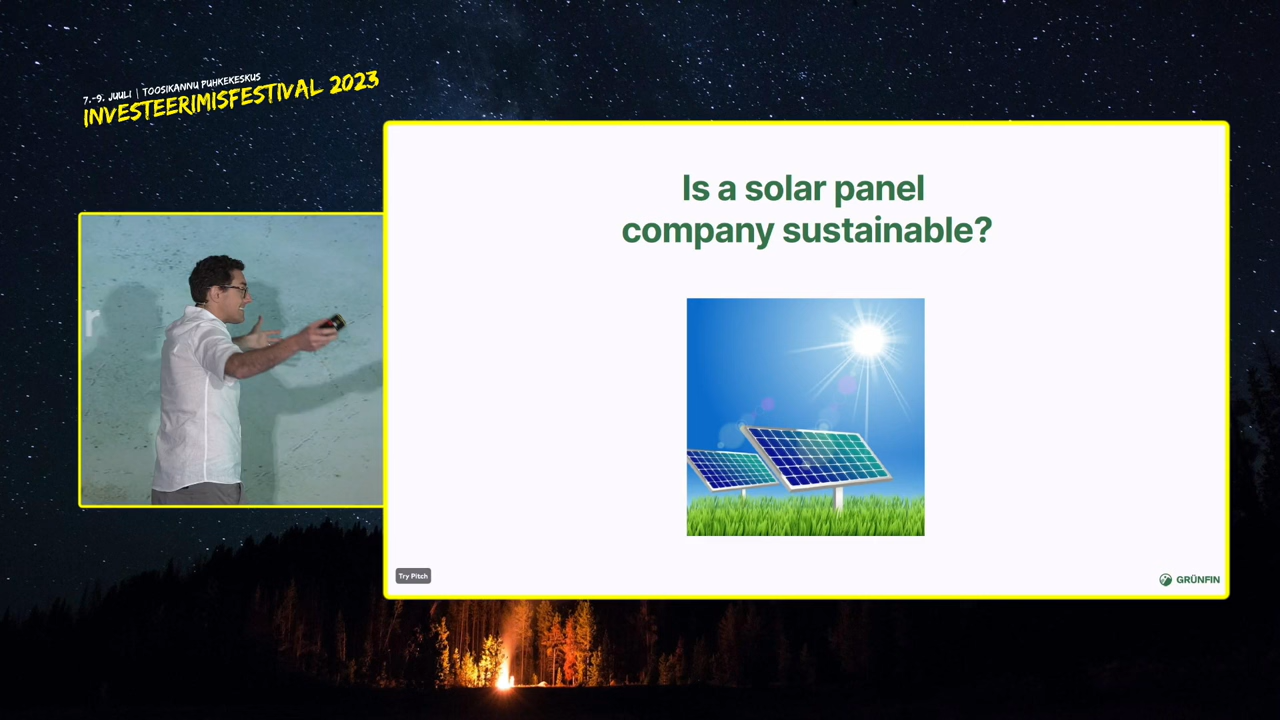 7.-9. JUULI | TOOSIKANNU PUHKEKESKUS
INVESTEERIMISFESTIVAL 2023
r
Is a solar panel
company sustainable?
Try Pitch
GRÜNFIN